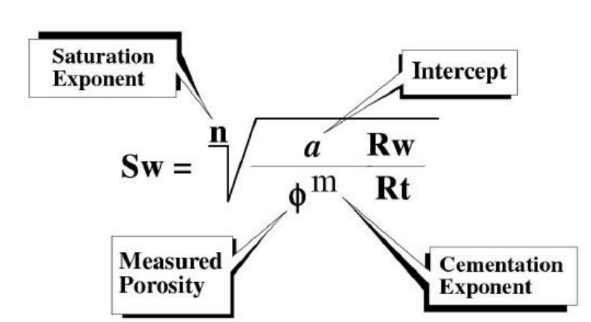 Saturation
Exponent
Intercept
n
a Rw
Sw =
ϕ m Rt
Measured
Porosity
Cementation
Exponent